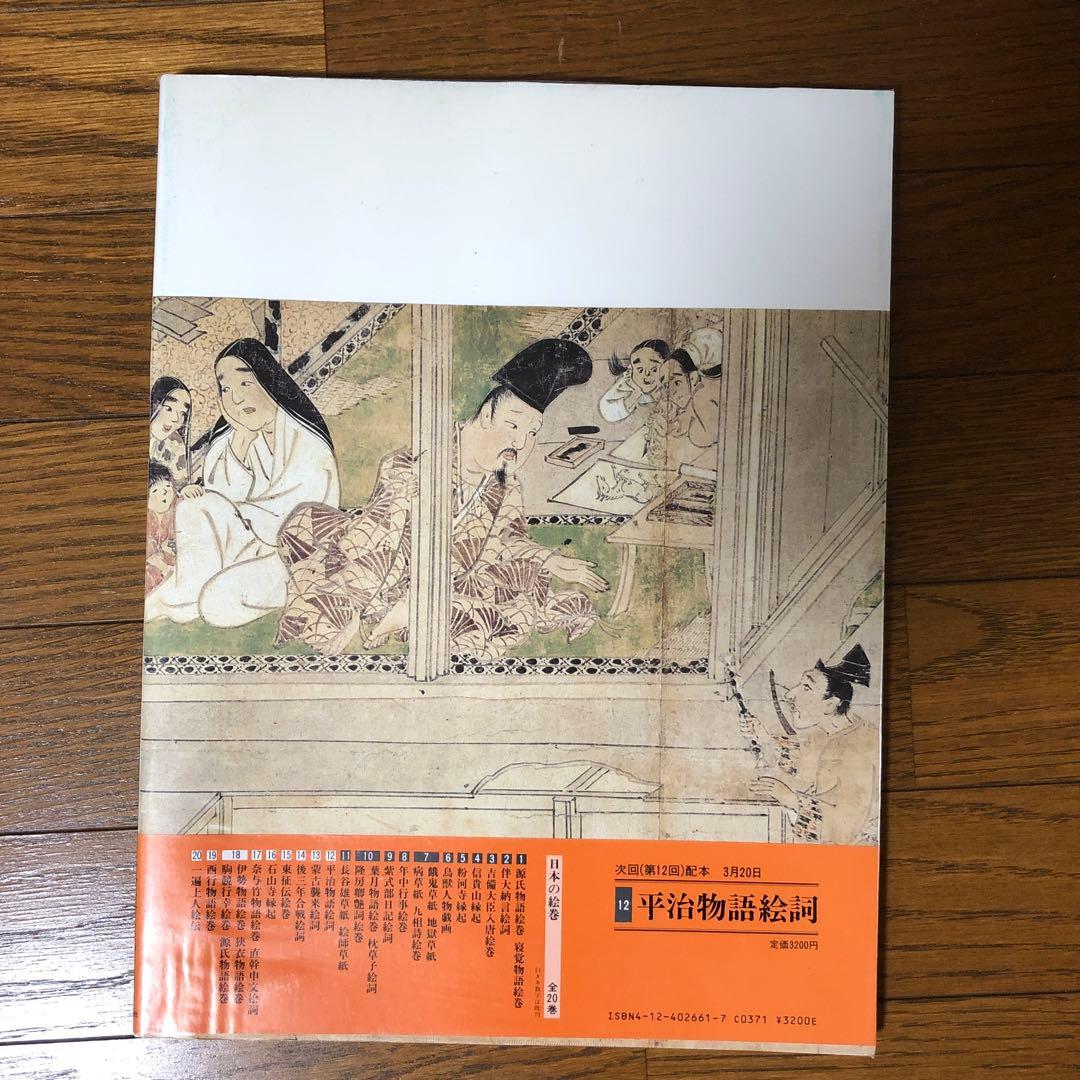 次回(第12回)配本 3月20日
12 平治物語絵詞
定価3200円
ISBN4-12-402661-7 C0371 ¥3200E
日本の絵巻 全20巻
白ヌキ数字は既刊
1 源氏物語絵巻 寝覚物語絵巻
2 伴大納言絵詞
3 吉備大臣入唐絵巻
4 信貴山縁起
5 粉河寺縁起
6 鳥獣人物戯画
7 餓鬼草紙 地獄草紙
病草紙 九相詩絵巻
8 年中行事絵巻
9 紫式部日記絵詞
10 葉月物語絵巻 枕草子絵詞
隆房卿艶詞絵巻
11 長谷雄草紙 絵師草紙
12 平治物語絵詞
13 蒙古襲来絵詞
14 後三年合戦絵詞
15 東征伝絵巻
16 石山寺縁起
17 奈与竹物語絵巻 直幹申文絵詞
18 伊勢物語絵巻 狭衣物語絵巻
駒競行幸絵巻 源氏物語絵巻
19 西行物語絵巻
20 一遍上人絵伝